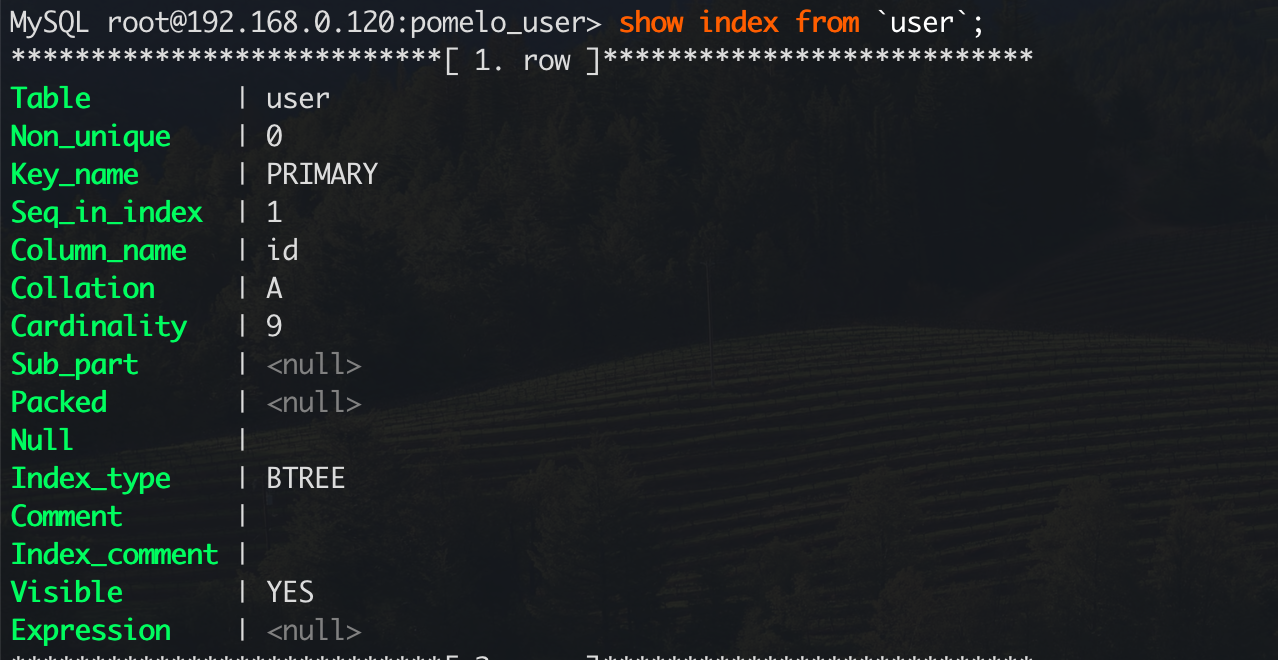 MySQL root@192.168.0.120:pomelo_user> show index from `user`;
***************************[ 1. row ]***************************
Table | user
Non_unique | 0
Key_name | PRIMARY
Seq_in_index | 1
Column_name | id
Collation | A
Cardinality | 9
Sub_part | <null>
Packed | <null>
Null |
Index_type | BTREE
Comment |
Index_comment |
Visible | YES
Expression | <null>